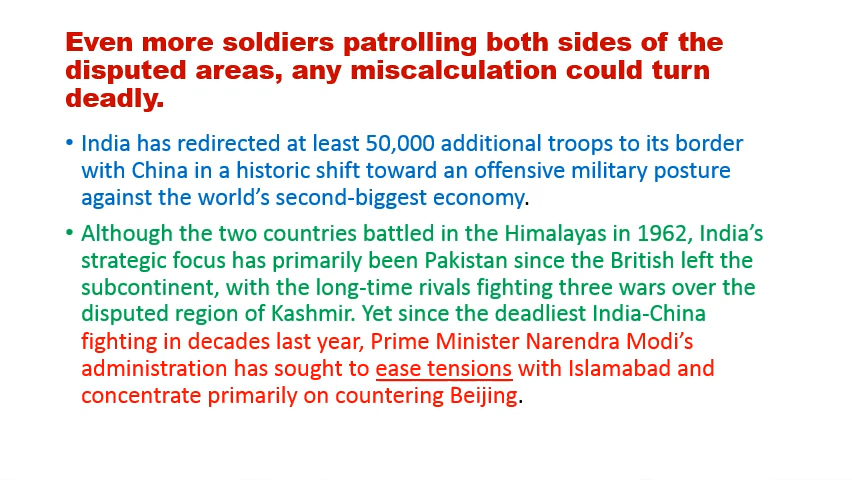 Even more soldiers patrolling both sides of the
disputed areas, any miscalculation could turn
deadly.
• India has redirected at least 50,000 additional troops to its border
with China in a historic shift toward an offensive military posture
against the world’s second-biggest economy.
• Although the two countries battled in the Himalayas in 1962, India’s
strategic focus has primarily been Pakistan since the British left the
subcontinent, with the long-time rivals fighting three wars over the
disputed region of Kashmir. Yet since the deadliest India-China
fighting in decades last year, Prime Minister Narendra Modi’s
administration has sought to ease tensions with Islamabad and
concentrate primarily on countering Beijing.